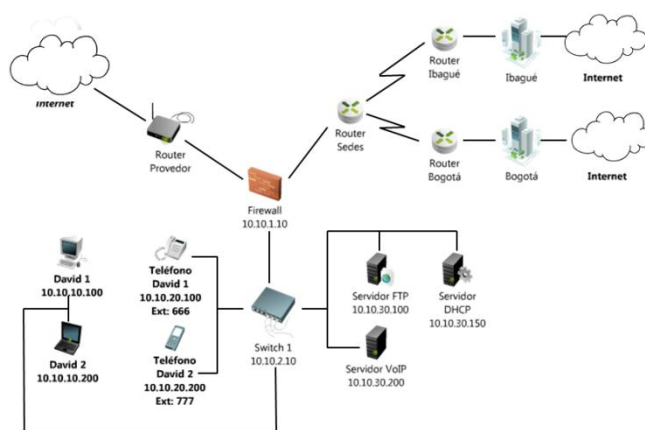 Internet
Router
Provedor
Router
Sedes
Router
Ibagué
Ibagué
Internet
Router
Bogotá
Bogotá
Internet
Firewall
10.10.1.10
David 1
10.10.10.100
David 2
10.10.10.200
Teléfono
David 1
10.10.20.100
Ext: 666
Teléfono
David 2
10.10.20.200
Ext: 777
Switch 1
10.10.2.10
Servidor FTP
10.10.30.100
Servidor
DHCP
10.10.30.150
Servidor VoIP
10.10.30.200